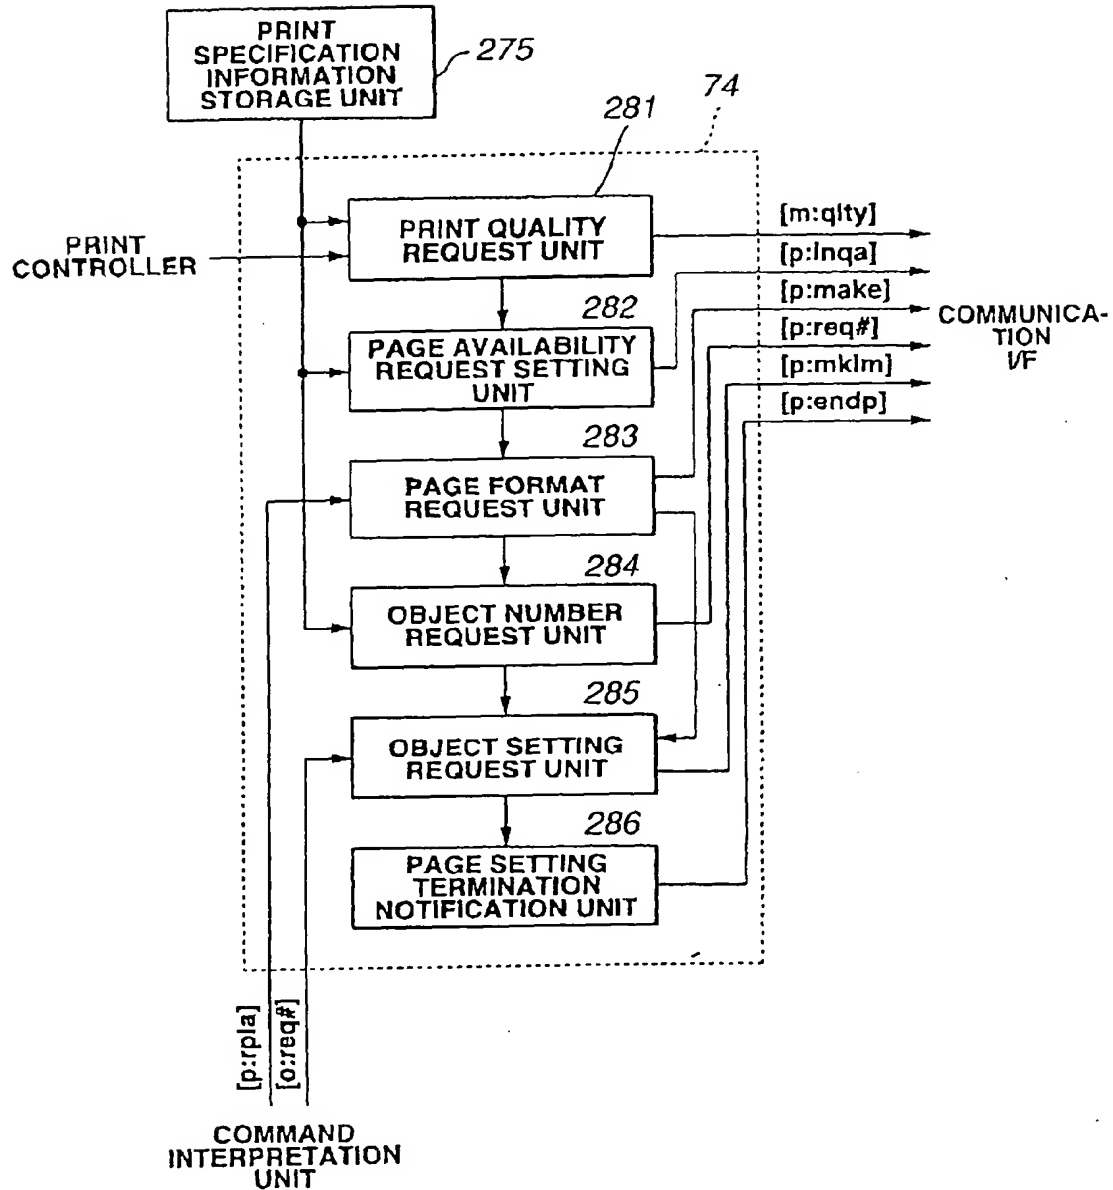 PRINT
SPECIFICATION
INFORMATION
STORAGE UNIT
275
74
281
PRINT QUALITY
REQUEST UNIT
PRINT
CONTROLLER
[m:qlty]
[p:inqa]
[p:make]
[p:req#]
[p:mkim]
[p:endp]
COMMUNICA-
TION
I/F
282
PAGE AVAILABILITY
REQUEST SETTING
UNIT
283
PAGE FORMAT
REQUEST UNIT
284
OBJECT NUMBER
REQUEST UNIT
285
OBJECT SETTING
REQUEST UNIT
286
PAGE SETTING
TERMINATION
NOTIFICATION UNIT
[p:rpla]
[o:req#]
COMMAND
INTERPRETATION
UNIT